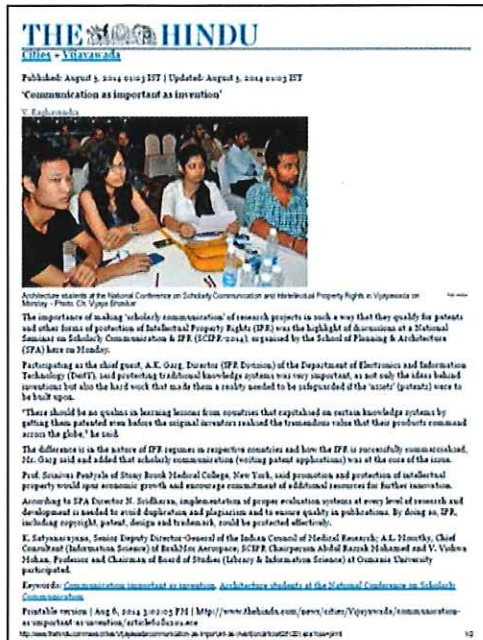 THE HINDU
Cities » Vijayawada
Published: August 5, 2014 01:03 IST | Updated: August 5, 2014 01:03 IST
'Communication as important as invention'
V. Raghavendra
Architecture students at the National Conference on Scholarly Communication and Intellectual Property Rights in Vijayawada on
Monday - Photo: Ch. Vijaya Bhaskar
The importance of making 'scholarly communication' of research projects in such a way that they qualify for patents
and other forms of protection of Intellectual Property Rights (IPR) was the highlight of discussions at a National
Seminar on Scholarly Communication & IPR (SCIPR-2014), organised by the School of Planning & Architecture
(SPA) here on Monday.
Participating as the chief guest, A.K. Garg, Director (IPR Division) of the Department of Electronics and Information
Technology (DeitY), said protecting traditional knowledge systems was very important, as not only the ideas behind
inventions but also the hard work that made them a reality needed to be safeguarded if the 'assets' (patents) were to
be built upon.
"There should be no qualms in learning lessons from countries that capitalised on certain knowledge systems by
getting them patented even before the original inventors realised the tremendous value that their products command
across the globe," he said.
The difference is in the nature of IPR regimes in respective countries and how the IPR is successfully commercialised,
Mr. Garg said and added that scholarly communication (writing patent applications) was at the core of the issue.
Prof. Srinivas Pentyala of Stony Brook Medical College, New York, said promotion and protection of intellectual
property would spur economic growth and encourage commitment of additional resources for further innovation.
According to SPA Director N. Sridharan, implementation of proper evaluation systems at every level of research and
development is needed to avoid duplication and plagiarism and to ensure quality in publications. By doing so, IPR,
including copyright, patent, design and trademark, could be protected effectively.
K. Satyanarayana, Senior Deputy Director-General of the Indian Council of Medical Research; A.L. Moorthy, Chief
Consultant (Information Science) of BrahMos Aerospace; SCIPR Chairperson Abdul Razzak Mohamed and V. Vishwa
Mohan, Professor and Chairman of Board of Studies (Library & Information Science) at Osmania University
participated.
Keywords: Communication important as invention, Architecture students at the National Conference on Scholarly
Communication
Printable version | Aug 6, 2014 3:02:03 PM | http://www.thehindu.com/news/cities/Vijayawada/communication-
as-important-as-invention/article6281201.ece
1/2